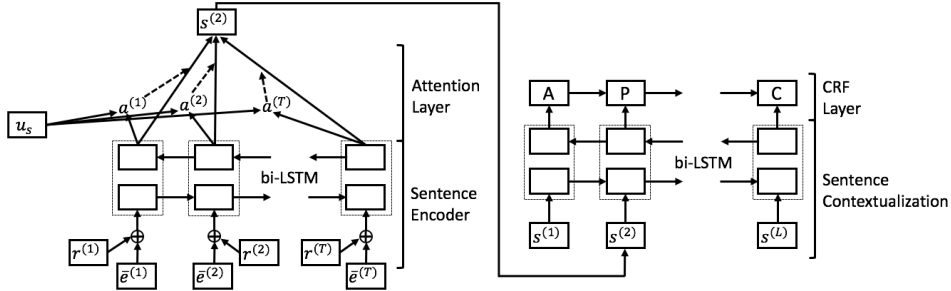 s^(2)
a^(1) a^(2) a^(T)
u_s
Attention
Layer
bi-LSTM
Sentence
Encoder
r^(1) r^(2) r^(T)
ē^(1) ē^(2) ē^(T)
A P C
CRF
Layer
bi-LSTM
Sentence
Contextualization
s^(1) s^(2) s^(L)